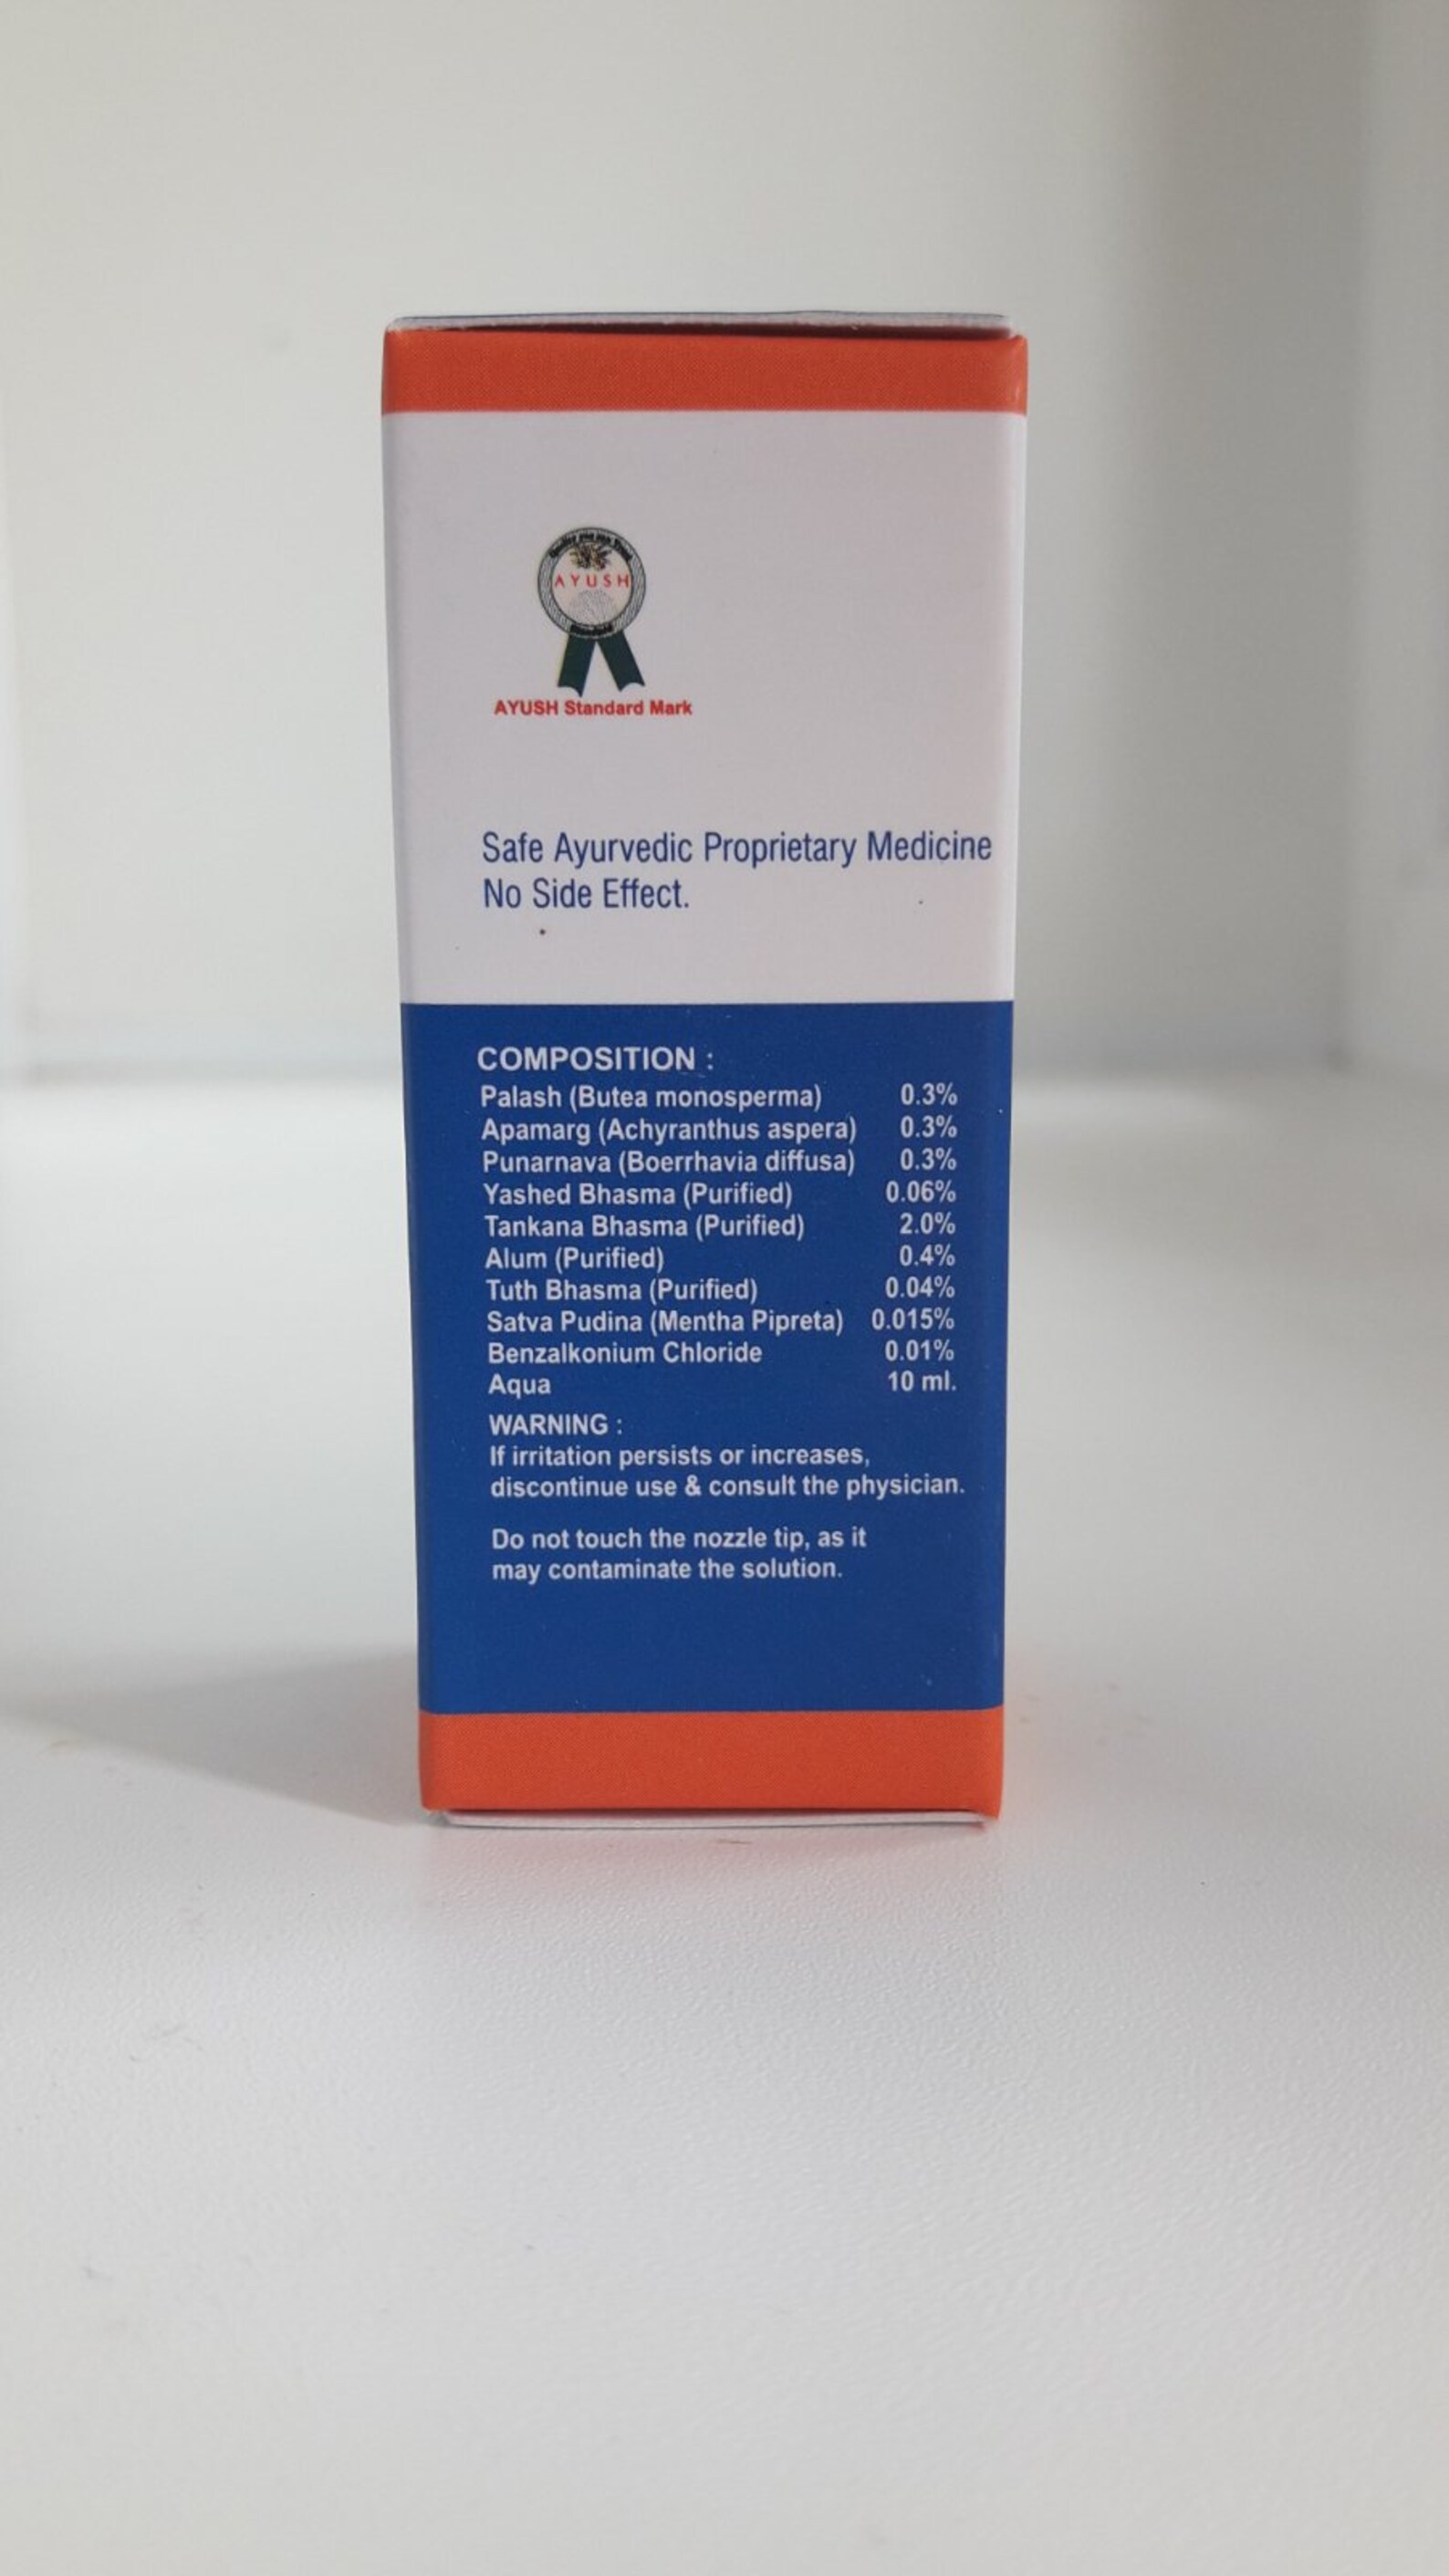 AYUSH
AYUSH Standard Mark
Safe Ayurvedic Proprietary Medicine
No Side Effect.
COMPOSITION :
Palash (Butea monosperma) 0.3%
Apamarg (Achyranthus aspera) 0.3%
Punarnava (Boerrhavia diffusa) 0.3%
Yashed Bhasma (Purified) 0.06%
Tankana Bhasma (Purified) 2.0%
Alum (Purified) 0.4%
Tuth Bhasma (Purified) 0.04%
Satva Pudina (Mentha Pipreta) 0.015%
Benzalkonium Chloride 0.01%
Aqua 10 ml.
WARNING :
If irritation persists or increases,
discontinue use & consult the physician.
Do not touch the nozzle tip, as it
may contaminate the solution.